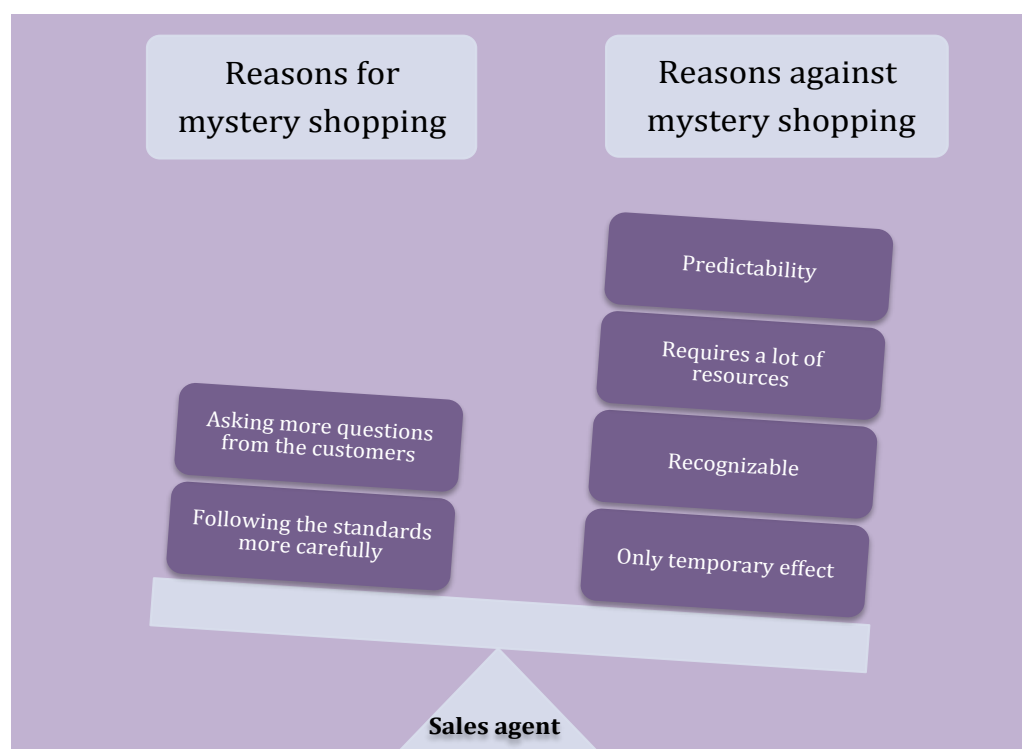 Reasons for
mystery shopping
Reasons against
mystery shopping
Asking more questions
from the customers
Following the standards
more carefully
Predictability
Requires a lot of
resources
Recognizable
Only temporary effect
Sales agent